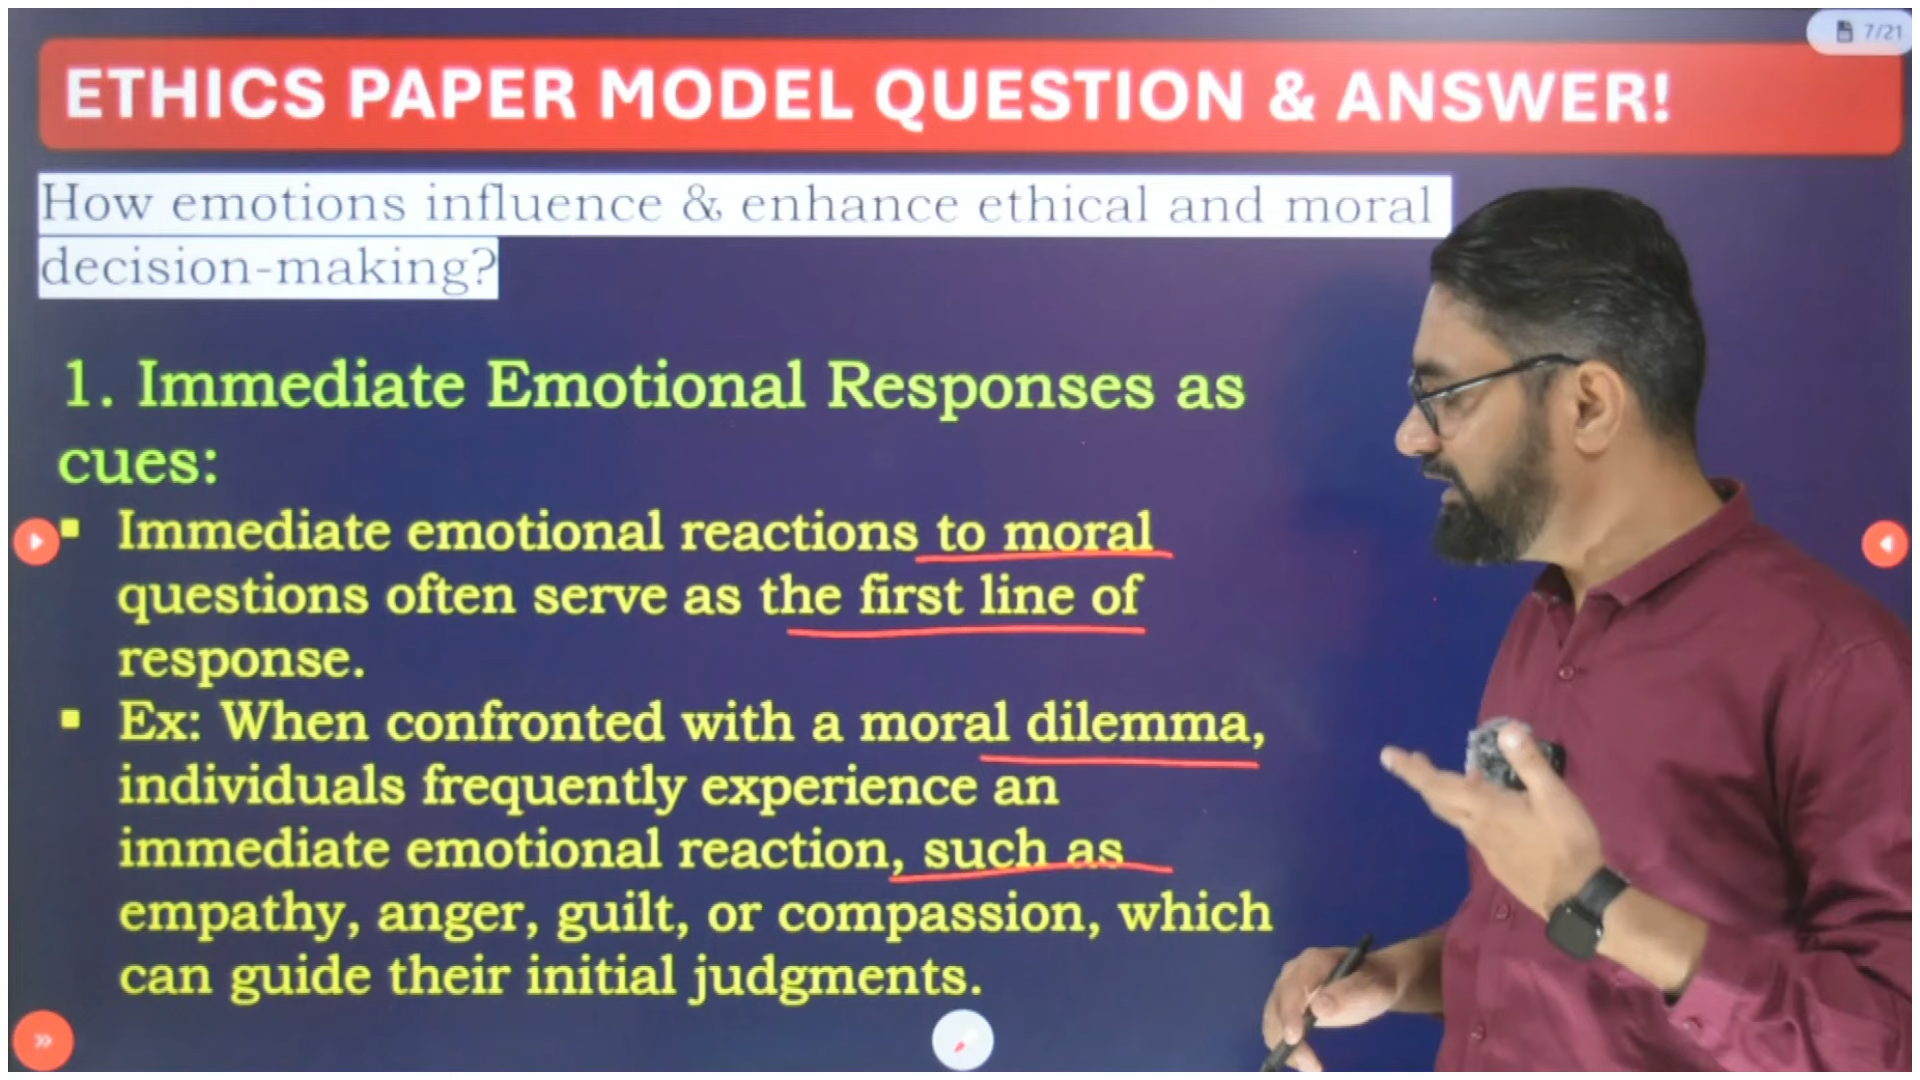 7/21
ETHICS PAPER MODEL QUESTION & ANSWER!
How emotions influence & enhance ethical and moral
decision-making?
1. Immediate Emotional Responses as
cues:
▪ Immediate emotional reactions to moral
questions often serve as the first line of
response.
▪ Ex: When confronted with a moral dilemma,
individuals frequently experience an
immediate emotional reaction, such as
empathy, anger, guilt, or compassion, which
can guide their initial judgments.